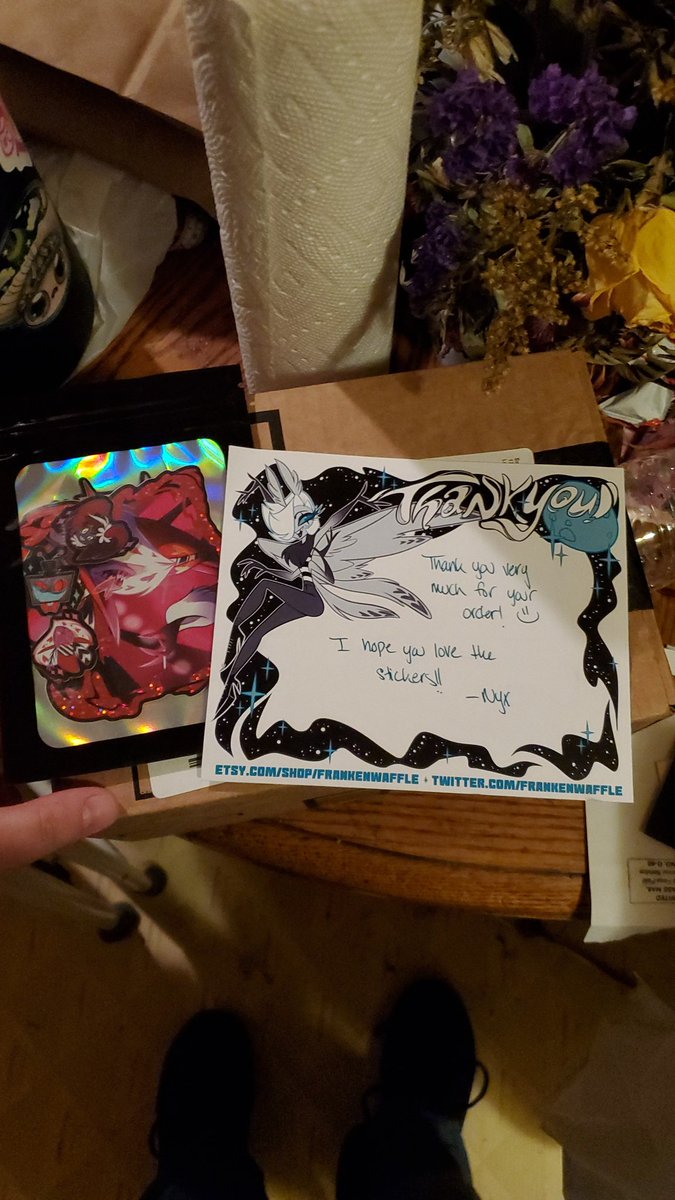 THANK YOU!
Thank you very
much for your
order! :)
I hope you love the
stickers!!
-Nyx
ETSY.COM/SHOP/FRANKENWAFFLE + TWITTER.COM/FRANKENWAFFLE